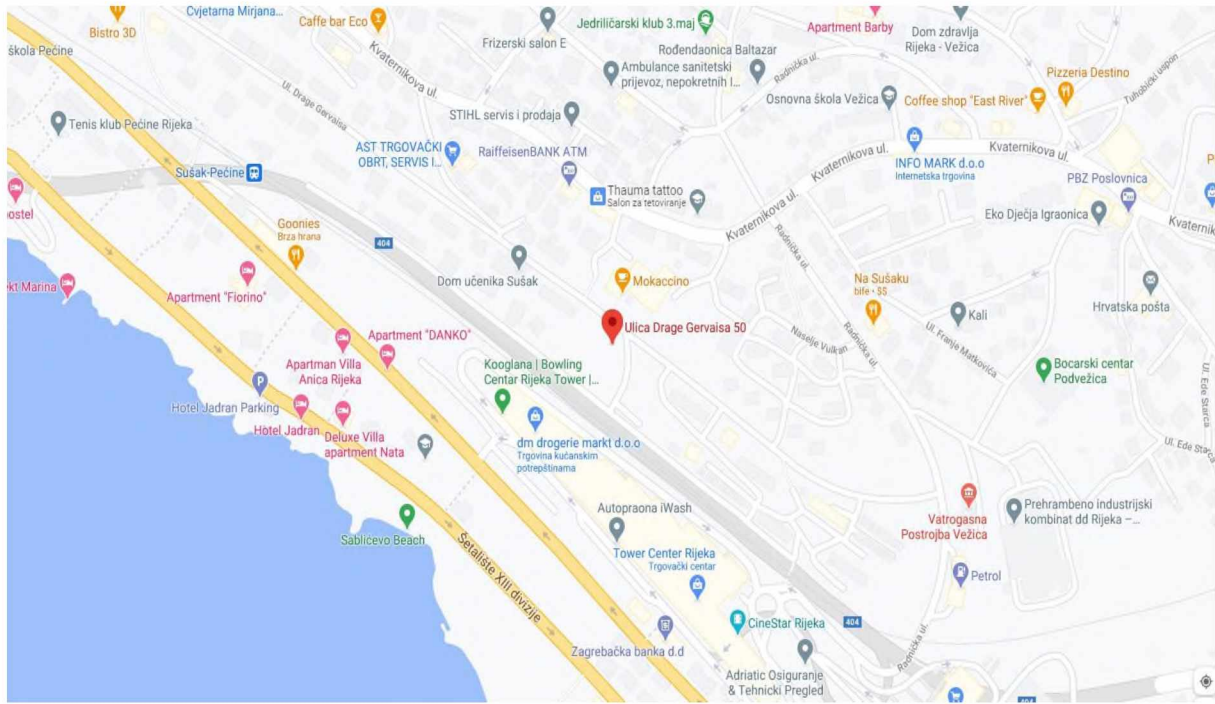 Cvjetarna Mirjana...
Bistro 3D
Caffe bar Eco
Frizerski salon E
Jedriličarski klub 3.maj
Apartment Barby
Dom zdravlja
Rijeka - Vežica
škola Pećine
Kvaternikova ul.
Rođendaonica Baltazar
Ambulance sanitetski
prijevoz, nepokretnih I...
Radnička ul.
Pizzeria Destino
Tuhobički uspon
Ul. Drage Gervaisa
Osnovna škola Vežica
Coffee shop "East River"
STIHL servis i prodaja
Tenis klub Pećine Rijeka
AST TRGOVAČKI
OBRT, SERVIS I...
RaiffeisenBANK ATM
Kvaternikova ul.
INFO MARK d.o.o
Internetska trgovina
Kvaternikova ul.
Sušak-Pećine
Thauma tattoo
Salon za tetoviranje
PBZ Poslovnica
ostel
Goonies
Brza hrana
404
Kvaternikova ul.
Radnička ul.
Eko Dječja Igraonica
Kvaternik
Dom učenika Sušak
Mokaccino
Na Sušaku
bife • $$
ekt Marina
Apartment "Fiorino"
Kali
Hrvatska pošta
Ulica Drage Gervaisa 50
Naselje Vulkan
Radnička ul.
Ul. Franje Matkovića
Apartment "DANKO"
Apartman Villa
Anica Rijeka
Kooglana | Bowling
Centar Rijeka Tower |...
Bocarski centar
Podvežica
Ul. Ede Starca
Hotel Jadran Parking
P
Hotel Jadran
Deluxe Villa
apartment Nata
dm drogerie markt d.o.o
Trgovina kućanskim
potrepštinama
Ul. Ede Starca
Sablićevo Beach
Autopraona iWash
Vatrogasna
Postrojba Vežica
Prehrambeno industrijski
kombinat dd Rijeka –...
Šetalište XIII divizije
Tower Center Rijeka
Trgovački centar
Petrol
CineStar Rijeka
404
Radnička ul.
Zagrebačka banka d.d
Adriatic Osiguranje
& Tehnicki Pregled
404